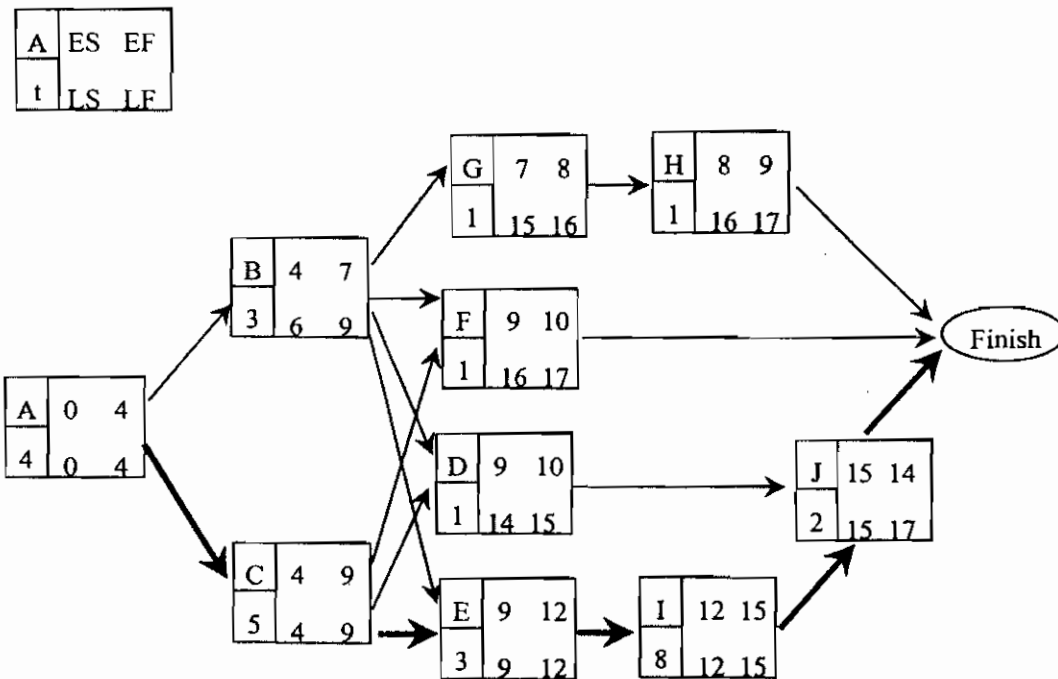 A ES EF
t LS LF
G 7 8
1 15 16
H 8 9
1 16 17
B 4 7
3 6 9
F 9 10
1 16 17
Finish
A 0 4
4 0 4
D 9 10
1 14 15
J 15 14
2 15 17
C 4 9
5 4 9
E 9 12
3 9 12
I 12 15
8 12 15